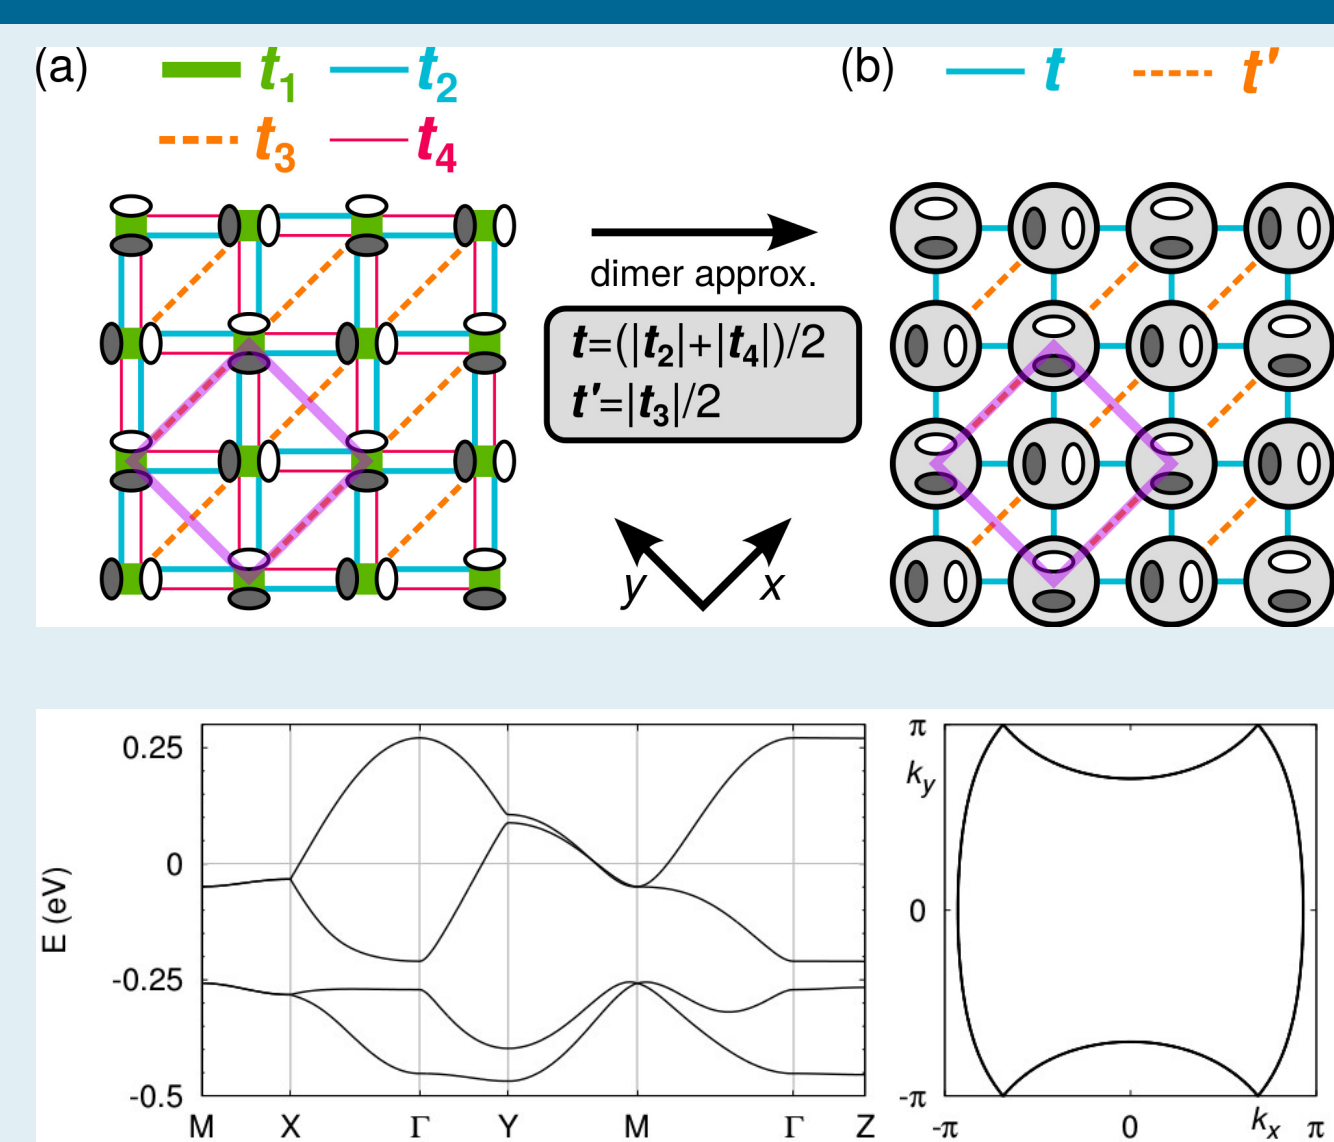 (a) t1 t2 (b) t t'
t3 t4
dimer approx.
t=(|t2|+|t4|)/2
t'=|t3|/2
y x
0.25
0
-0.25
-0.5
E (eV)
M X Γ Y M Γ Z
π
ky
0
-π
-π 0 kx π